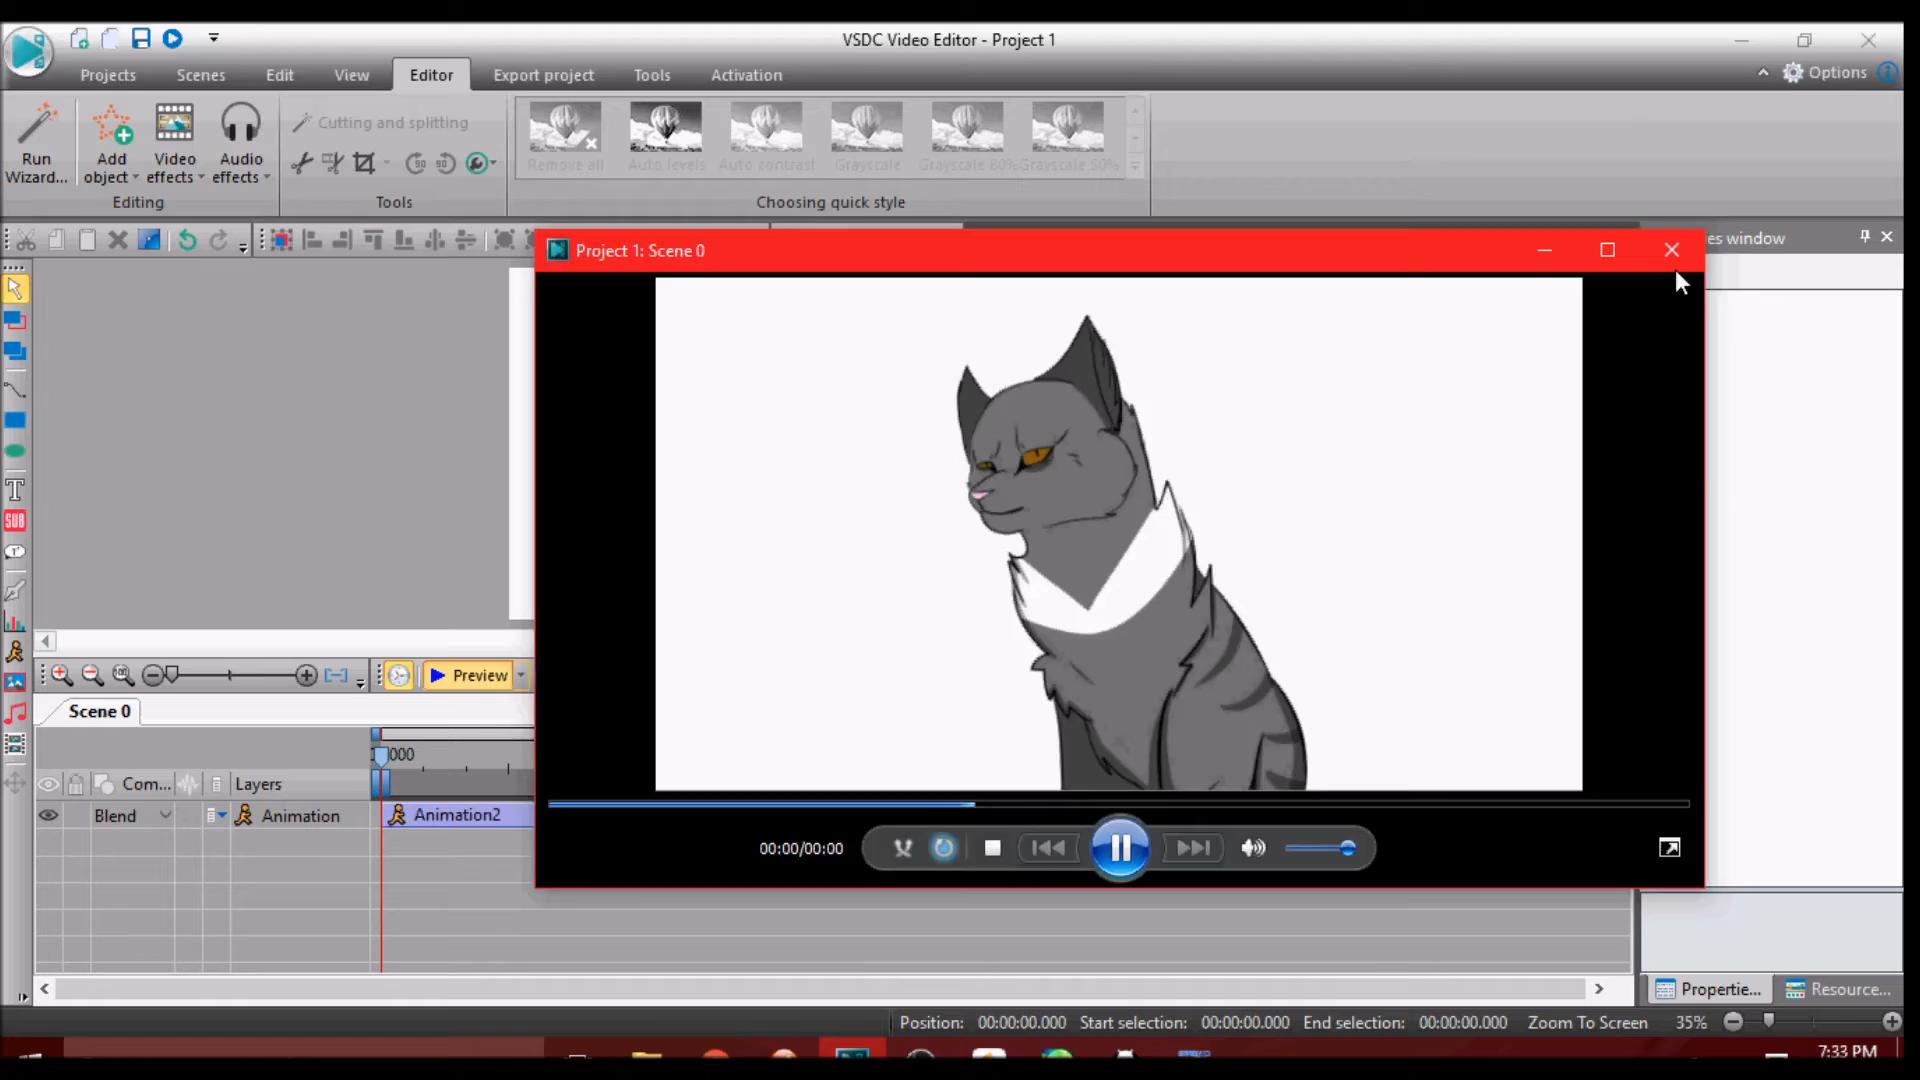 VSDC Video Editor - Project 1
Projects Scenes Edit View Editor Export project Tools Activation Options
Run Wizard...
Add object
Video effects
Audio effects
Cutting and splitting
Remove all Auto levels Auto contrast Grayscale Grayscale 80% Grayscale 50%
Editing Tools Choosing quick style
Project 1: Scene 0
es window
T
SUB
Preview
Scene 0
000
Com... Layers
Blend Animation Animation2
00:00/00:00
Propertie... Resource...
Position: 00:00:00.000 Start selection: 00:00:00.000 End selection: 00:00:00.000 Zoom To Screen 35%
7:33 PM